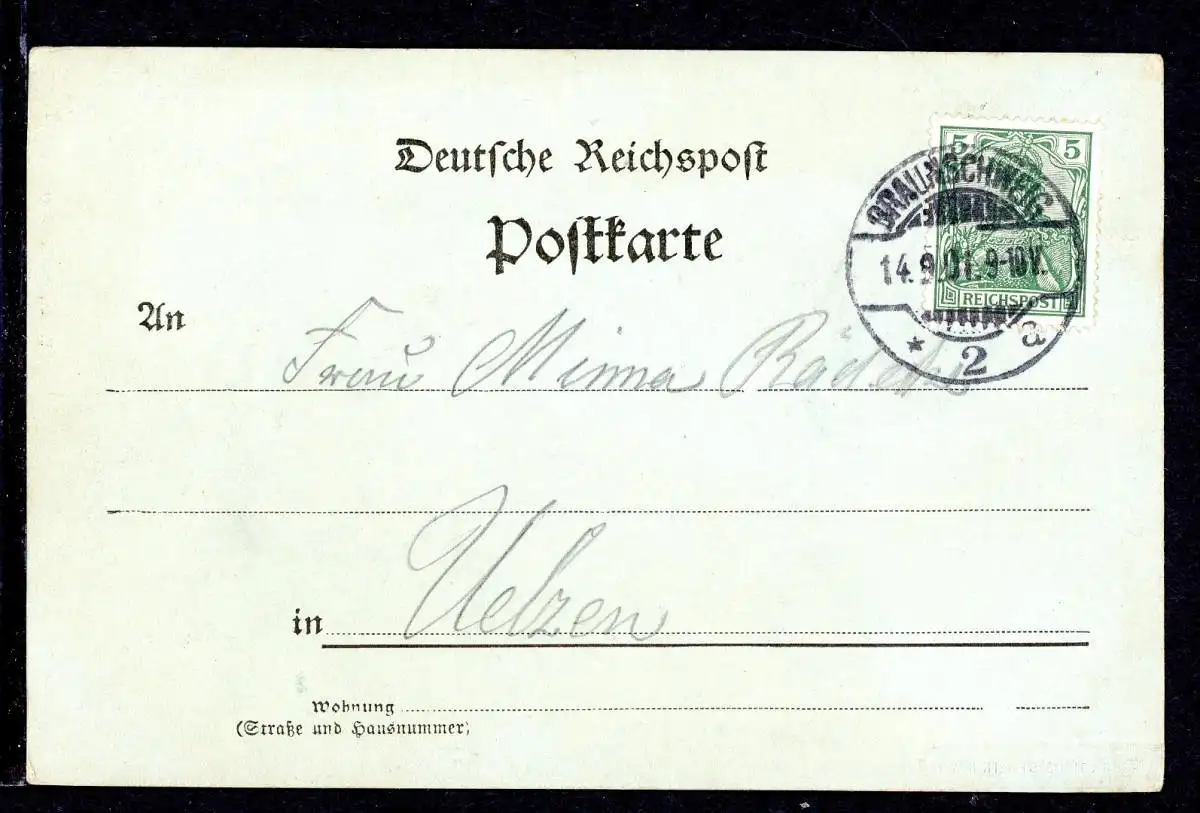 Deutsche Reichspost
Postkarte
5 5
BRAUNSCHWEIG
14.9.01. 9-10 V.
REICHSPOST
* 2 a
An
Frau Minna
in Uelzen
Wohnung
(Straße und Hausnummer)